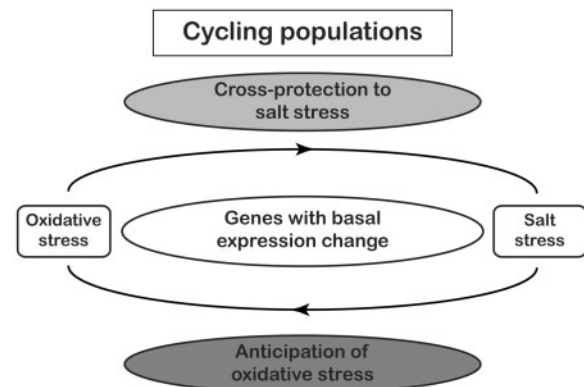 Cycling populations
Cross-protection to
salt stress
Oxidative
stress
Genes with basal
expression change
Salt
stress
Anticipation of
oxidative stress